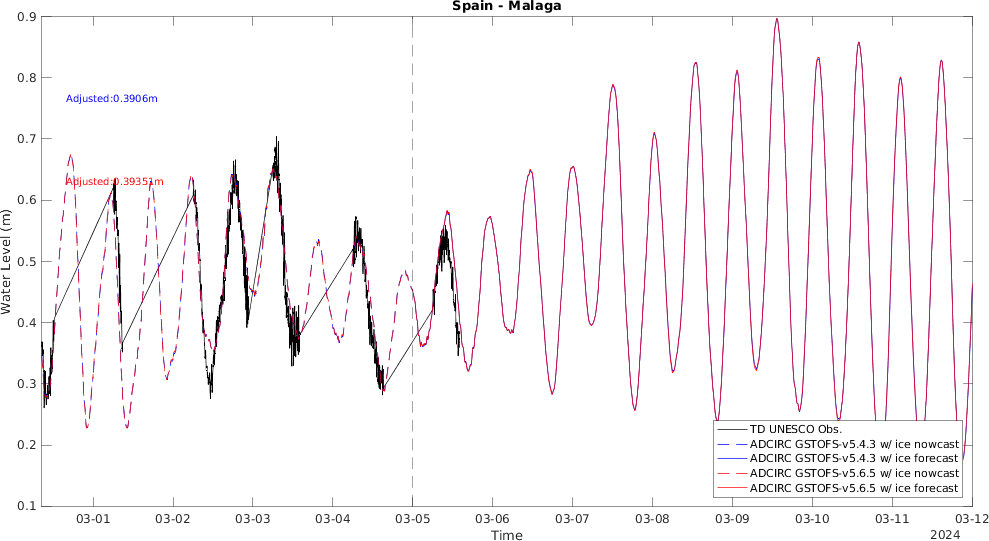 Spain - Malaga
0.9
0.8
0.7
0.6
0.5
0.4
0.3
0.2
0.1
Water Level (m)
Adjusted:0.3906m
Adjusted:0.39351m
TD UNESCO Obs.
ADCIRC GSTOFS-v5.4.3 w/ ice nowcast
ADCIRC GSTOFS-v5.4.3 w/ ice forecast
ADCIRC GSTOFS-v5.6.5 w/ ice nowcast
ADCIRC GSTOFS-v5.6.5 w/ ice forecast
03-01 03-02 03-03 03-04 03-05 03-06 03-07 03-08 03-09 03-10 03-11 03-12
Time
2024